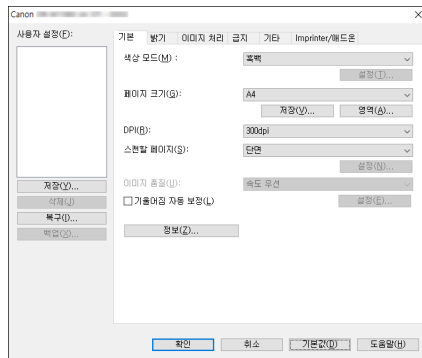 Canon
사용자 설정(F):
저장(Y)...
삭제(J)
복구(I)...
백업(X)...
기본 밝기 이미지 처리 급지 기타 Imprinter/애드온
색상 모드(M) : 흑백
설정(T)...
페이지 크기(G): A4
저장(V)... 영역(A)...
DPI(R): 300dpi
스캔할 페이지(S): 단면
설정(N)...
이미지 품질(U): 속도 우선
기울어짐 자동 보정(L) 설정(E)...
정보(Z)...
확인 취소 기본값(D) 도움말(H)